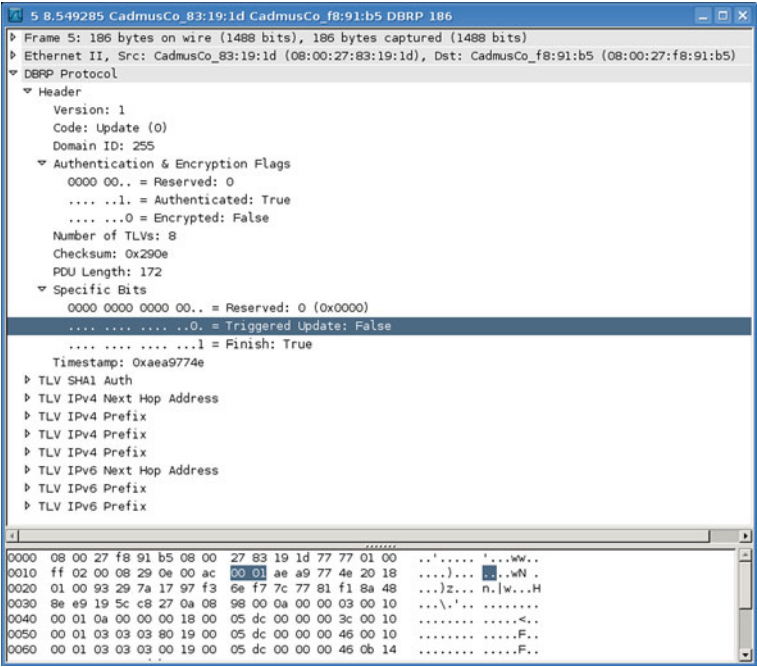 5 8.549285 CadmusCo_83:19:1d CadmusCo_f8:91:b5 DBRP 186
Frame 5: 186 bytes on wire (1488 bits), 186 bytes captured (1488 bits)
Ethernet II, Src: CadmusCo_83:19:1d (08:00:27:83:19:1d), Dst: CadmusCo_f8:91:b5 (08:00:27:f8:91:b5)
DBRP Protocol
Header
Version: 1
Code: Update (0)
Domain ID: 255
Authentication & Encryption Flags
0000 00.. = Reserved: 0
.... ..1. = Authenticated: True
.... ...0 = Encrypted: False
Number of TLVs: 8
Checksum: 0x290e
PDU Length: 172
Specific Bits
0000 0000 0000 00.. = Reserved: 0 (0x0000)
.... .... .... ..0. = Triggered Update: False
.... .... .... ...1 = Finish: True
Timestamp: 0xaea9774e
TLV SHA1 Auth
TLV IPv4 Next Hop Address
TLV IPv4 Prefix
TLV IPv4 Prefix
TLV IPv4 Prefix
TLV IPv6 Next Hop Address
TLV IPv6 Prefix
TLV IPv6 Prefix
0000 08 00 27 f8 91 b5 08 00 27 83 19 1d 77 77 01 00 ..'..... '...ww..
0010 ff 02 00 08 29 0e 00 ac 00 01 ae a9 77 4e 20 18 ....)... ....wN .
0020 01 00 93 29 7a 17 97 f3 6e f7 7c 77 81 f1 8a 48 ...)z... n.|w...H
0030 8e e9 19 5c c8 27 0a 08 98 00 0a 00 00 03 00 10 ...\.'.. ........
0040 00 01 0a 00 00 00 18 00 05 dc 00 00 00 3c 00 10 ........ .....<..
0050 00 01 03 03 03 80 19 00 05 dc 00 00 00 46 00 10 ........ .....F..
0060 00 01 03 03 03 00 19 00 05 dc 00 00 00 46 0b 14 ........ .....F..